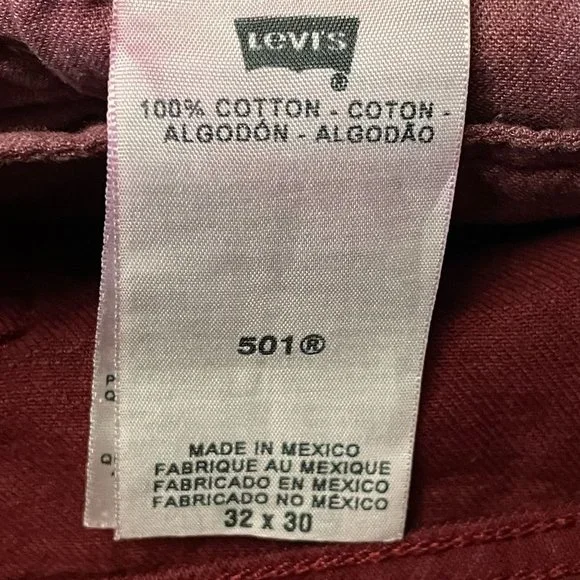 Levi's
®
100% COTTON - COTON -
ALGODÓN - ALGODÃO
501®
MADE IN MEXICO
FABRIQUE AU MEXIQUE
FABRICADO EN MÉXICO
FABRICADO NO MÉXICO
32 x 30